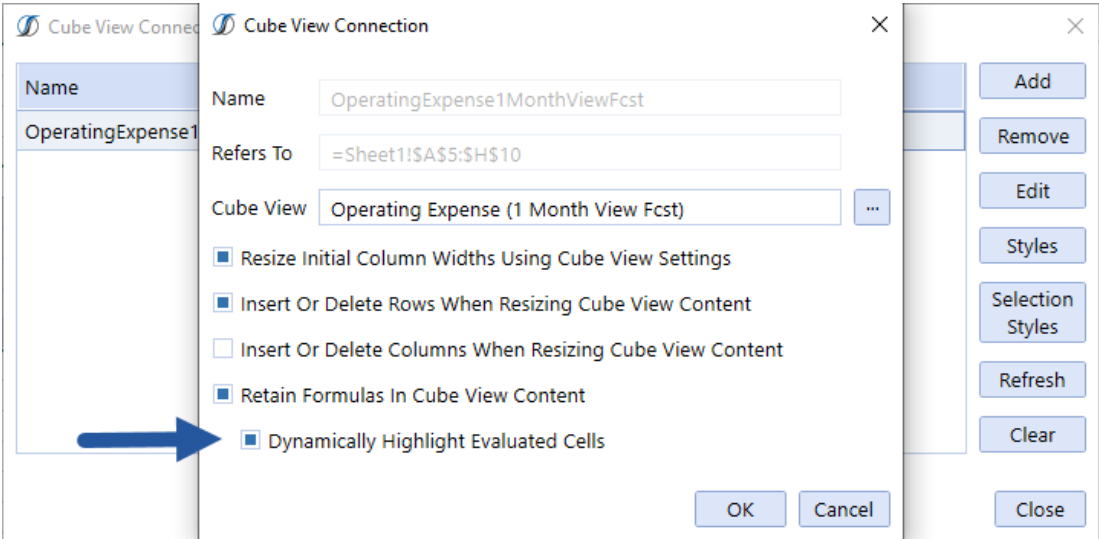 Cube View Connec
Cube View Connection
Name
Name
OperatingExpense1MonthViewFcst
OperatingExpense1
Refers To
=Sheet1!$A$5:$H$10
Cube View
Operating Expense (1 Month View Fcst)
...
Resize Initial Column Widths Using Cube View Settings
Insert Or Delete Rows When Resizing Cube View Content
Insert Or Delete Columns When Resizing Cube View Content
Retain Formulas In Cube View Content
Dynamically Highlight Evaluated Cells
OK
Cancel
Add
Remove
Edit
Styles
Selection
Styles
Refresh
Clear
Close